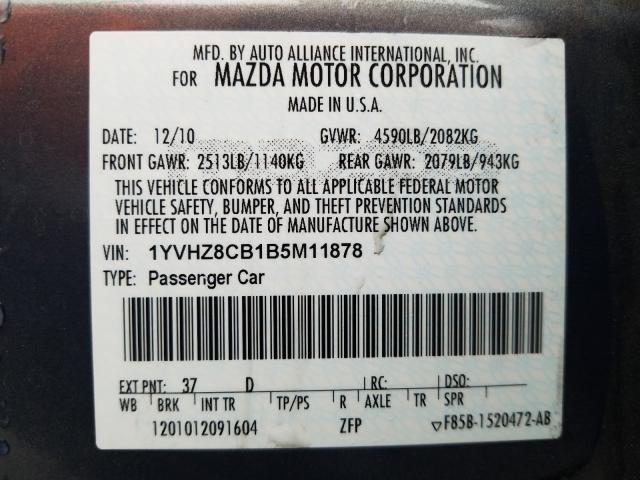 MFD. BY AUTO ALLIANCE INTERNATIONAL, INC.
FOR MAZDA MOTOR CORPORATION
MADE IN U.S.A.
DATE: 12/10 GVWR: 4590LB/2082KG
FRONT GAWR: 2513LB/1140KG REAR GAWR: 2079LB/943KG
THIS VEHICLE CONFORMS TO ALL APPLICABLE FEDERAL MOTOR
VEHICLE SAFETY, BUMPER, AND THEFT PREVENTION STANDARDS
IN EFFECT ON THE DATE OF MANUFACTURE SHOWN ABOVE.
VIN: 1YVHZ8CB1B5M11878
TYPE: Passenger Car
EXT PNT: 37 D RC: DSO:
WB BRK INT TR TP/PS R AXLE TR SPR
1201012091604 ZFP ▽F85B-1520472-AB